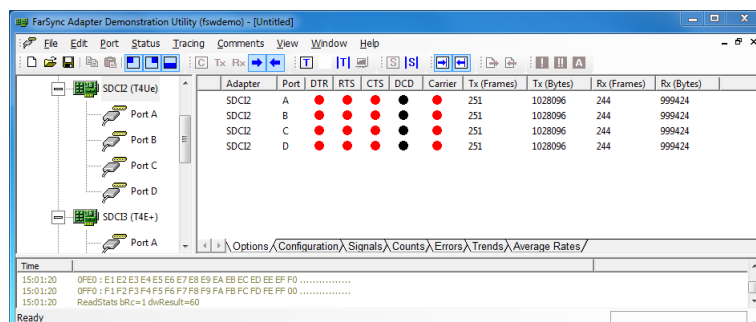 FarSync Adapter Demonstration Utility (fswdemo) - [Untitled]
File Edit Port Status Tracing Comments View Window Help
C Tx Rx T |T| S |S| A
SDCI2 (T4Ue)
Port A
Port B
Port C
Port D
SDCI3 (T4E+)
Port A
Adapter Port DTR RTS CTS DCD Carrier Tx (Frames) Tx (Bytes) Rx (Frames) Rx (Bytes)
SDCI2 A 251 1028096 244 999424
SDCI2 B 251 1028096 244 999424
SDCI2 C 251 1028096 244 999424
SDCI2 D 251 1028096 244 999424
Options Configuration Signals Counts Errors Trends Average Rates
Time
15:01:20 0FE0 : E1 E2 E3 E4 E5 E6 E7 E8 E9 EA EB EC ED EE EF F0 ................
15:01:20 0FF0 : F1 F2 F3 F4 F5 F6 F7 F8 F9 FA FB FC FD FE FF 00 ................
15:01:20 ReadStats bRc=1 dwResult=60
Ready